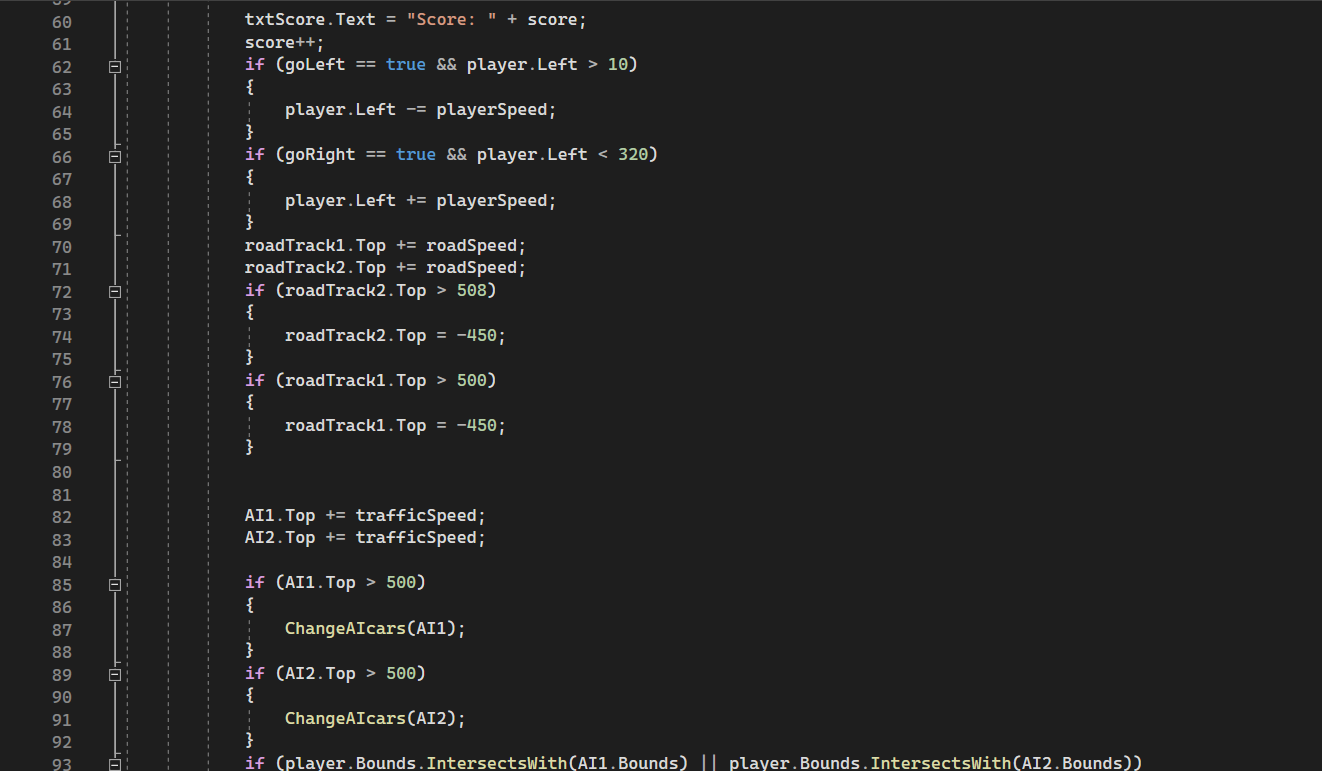 60 txtScore.Text = "Score: " + score;
61 score++;
62 if (goLeft == true && player.Left > 10)
63 {
64 player.Left -= playerSpeed;
65 }
66 if (goRight == true && player.Left < 320)
67 {
68 player.Left += playerSpeed;
69 }
70 roadTrack1.Top += roadSpeed;
71 roadTrack2.Top += roadSpeed;
72 if (roadTrack2.Top > 508)
73 {
74 roadTrack2.Top = -450;
75 }
76 if (roadTrack1.Top > 500)
77 {
78 roadTrack1.Top = -450;
79 }
80
81
82 AI1.Top += trafficSpeed;
83 AI2.Top += trafficSpeed;
84
85 if (AI1.Top > 500)
86 {
87 ChangeAIcars(AI1);
88 }
89 if (AI2.Top > 500)
90 {
91 ChangeAIcars(AI2);
92 }
93 if (player.Bounds.IntersectsWith(AI1.Bounds) || player.Bounds.IntersectsWith(AI2.Bounds))